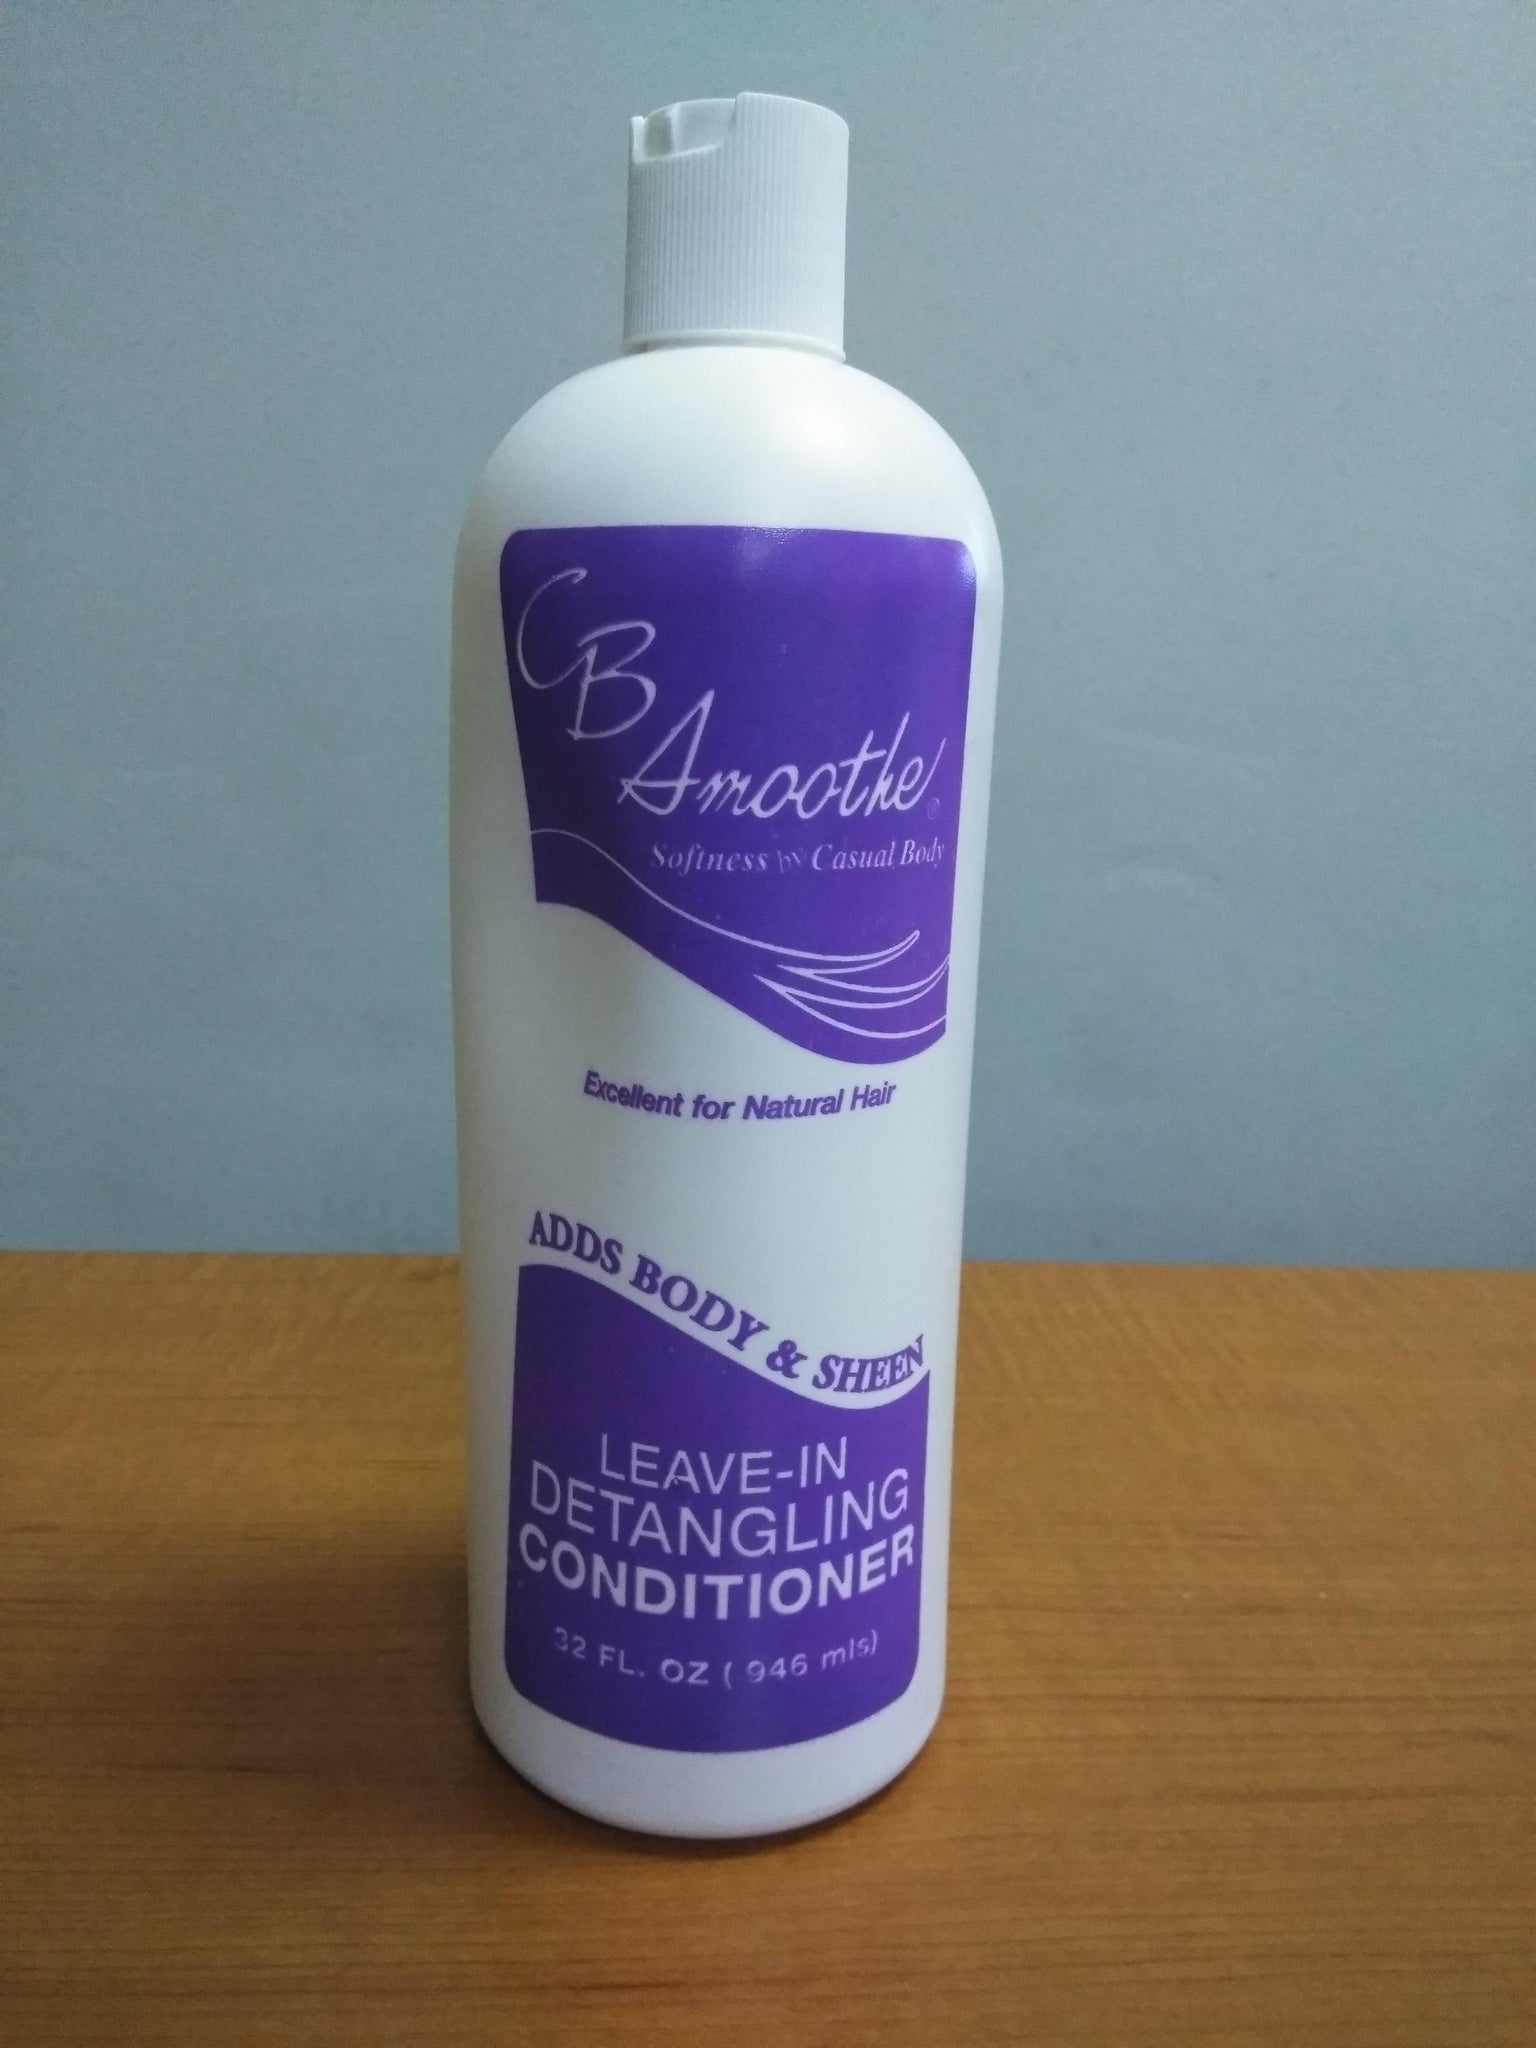 CB Smoothe®
Softness by Casual Body
Excellent for Natural Hair
ADDS BODY & SHEEN
LEAVE-IN
DETANGLING
CONDITIONER
32 FL. OZ ( 946 mls)